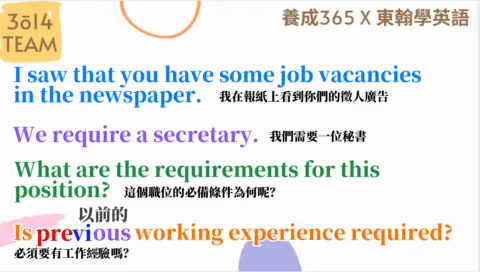 3ō14
TEAM
養成365 X 東翰學英語
I saw that you have some job vacancies
in the newspaper. 我在報紙上看到你們的徵人廣告
We require a secretary. 我們需要一位秘書
What are the requirements for this
position? 這個職位的必備條件為何呢?
以前的
Is previous working experience required?
必須要有工作經驗嗎?